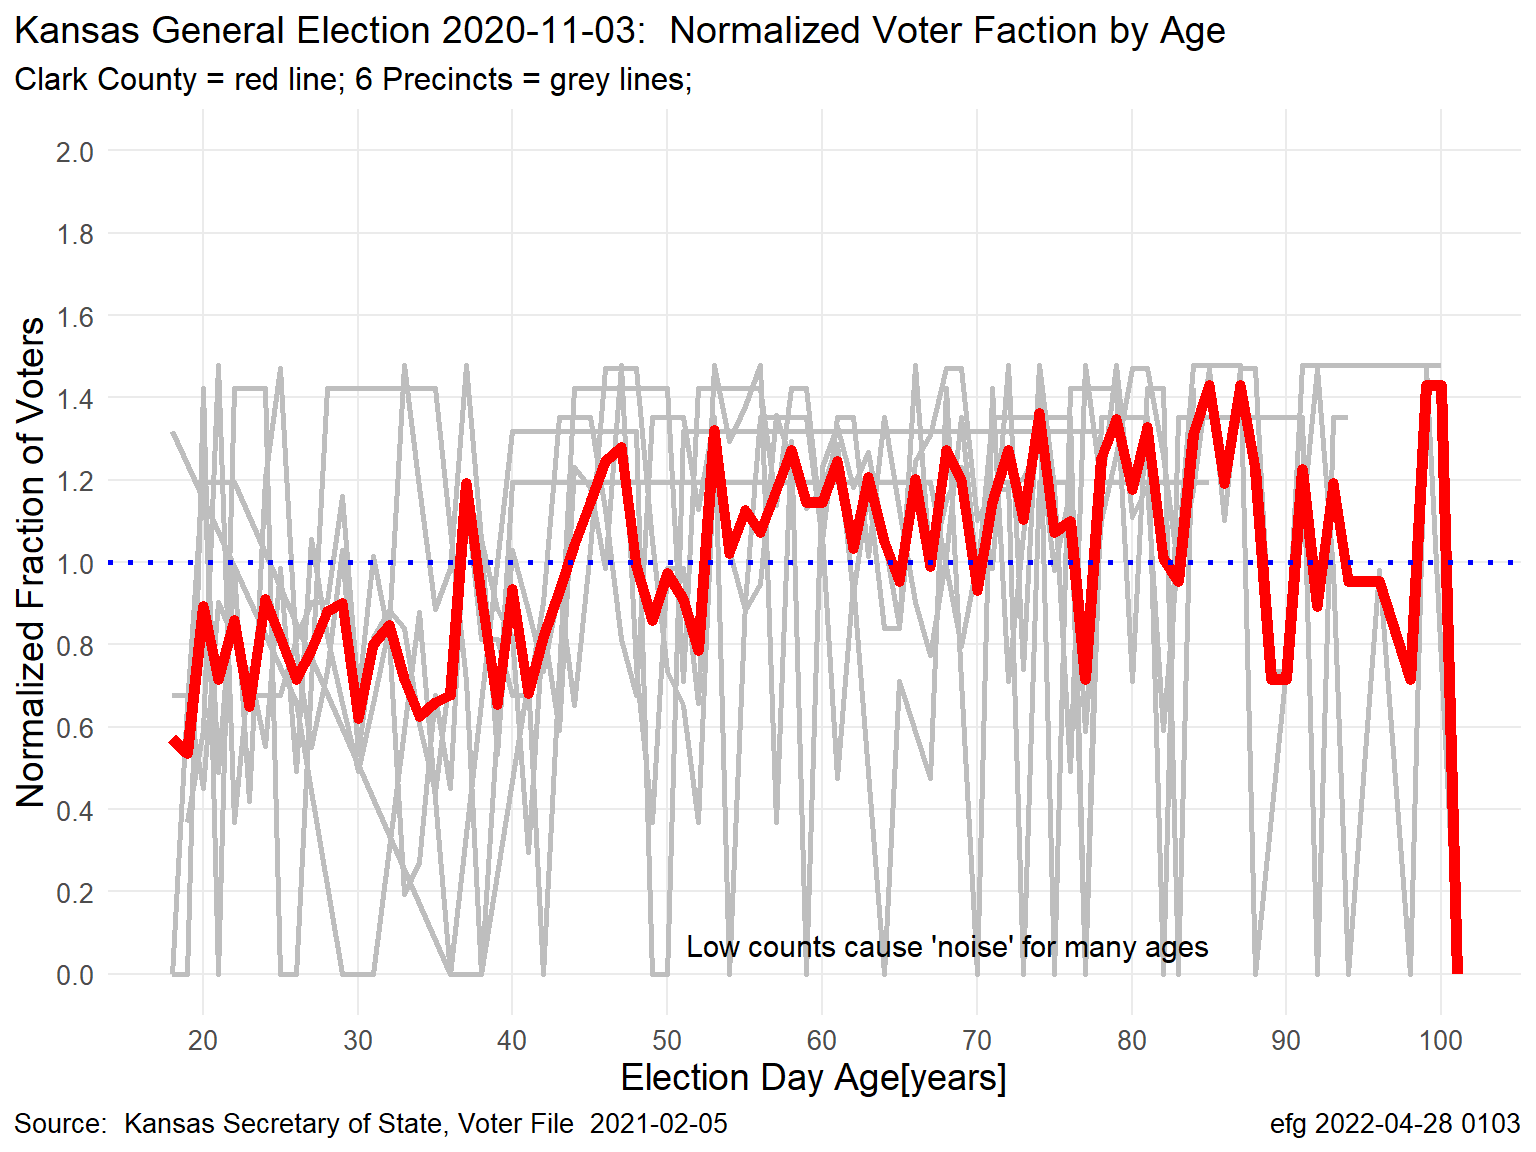 Kansas General Election 2020-11-03:  Normalized Voter Faction by Age
Clark County = red line; 6 Precincts = grey lines;
Normalized Fraction of Voters
2.0
1.8
1.6
1.4
1.2
1.0
0.8
0.6
0.4
0.2
0.0
Low counts cause 'noise' for many ages
20 30 40 50 60 70 80 90 100
Election Day Age[years]
Source:  Kansas Secretary of State, Voter File  2021-02-05
efg 2022-04-28 0103